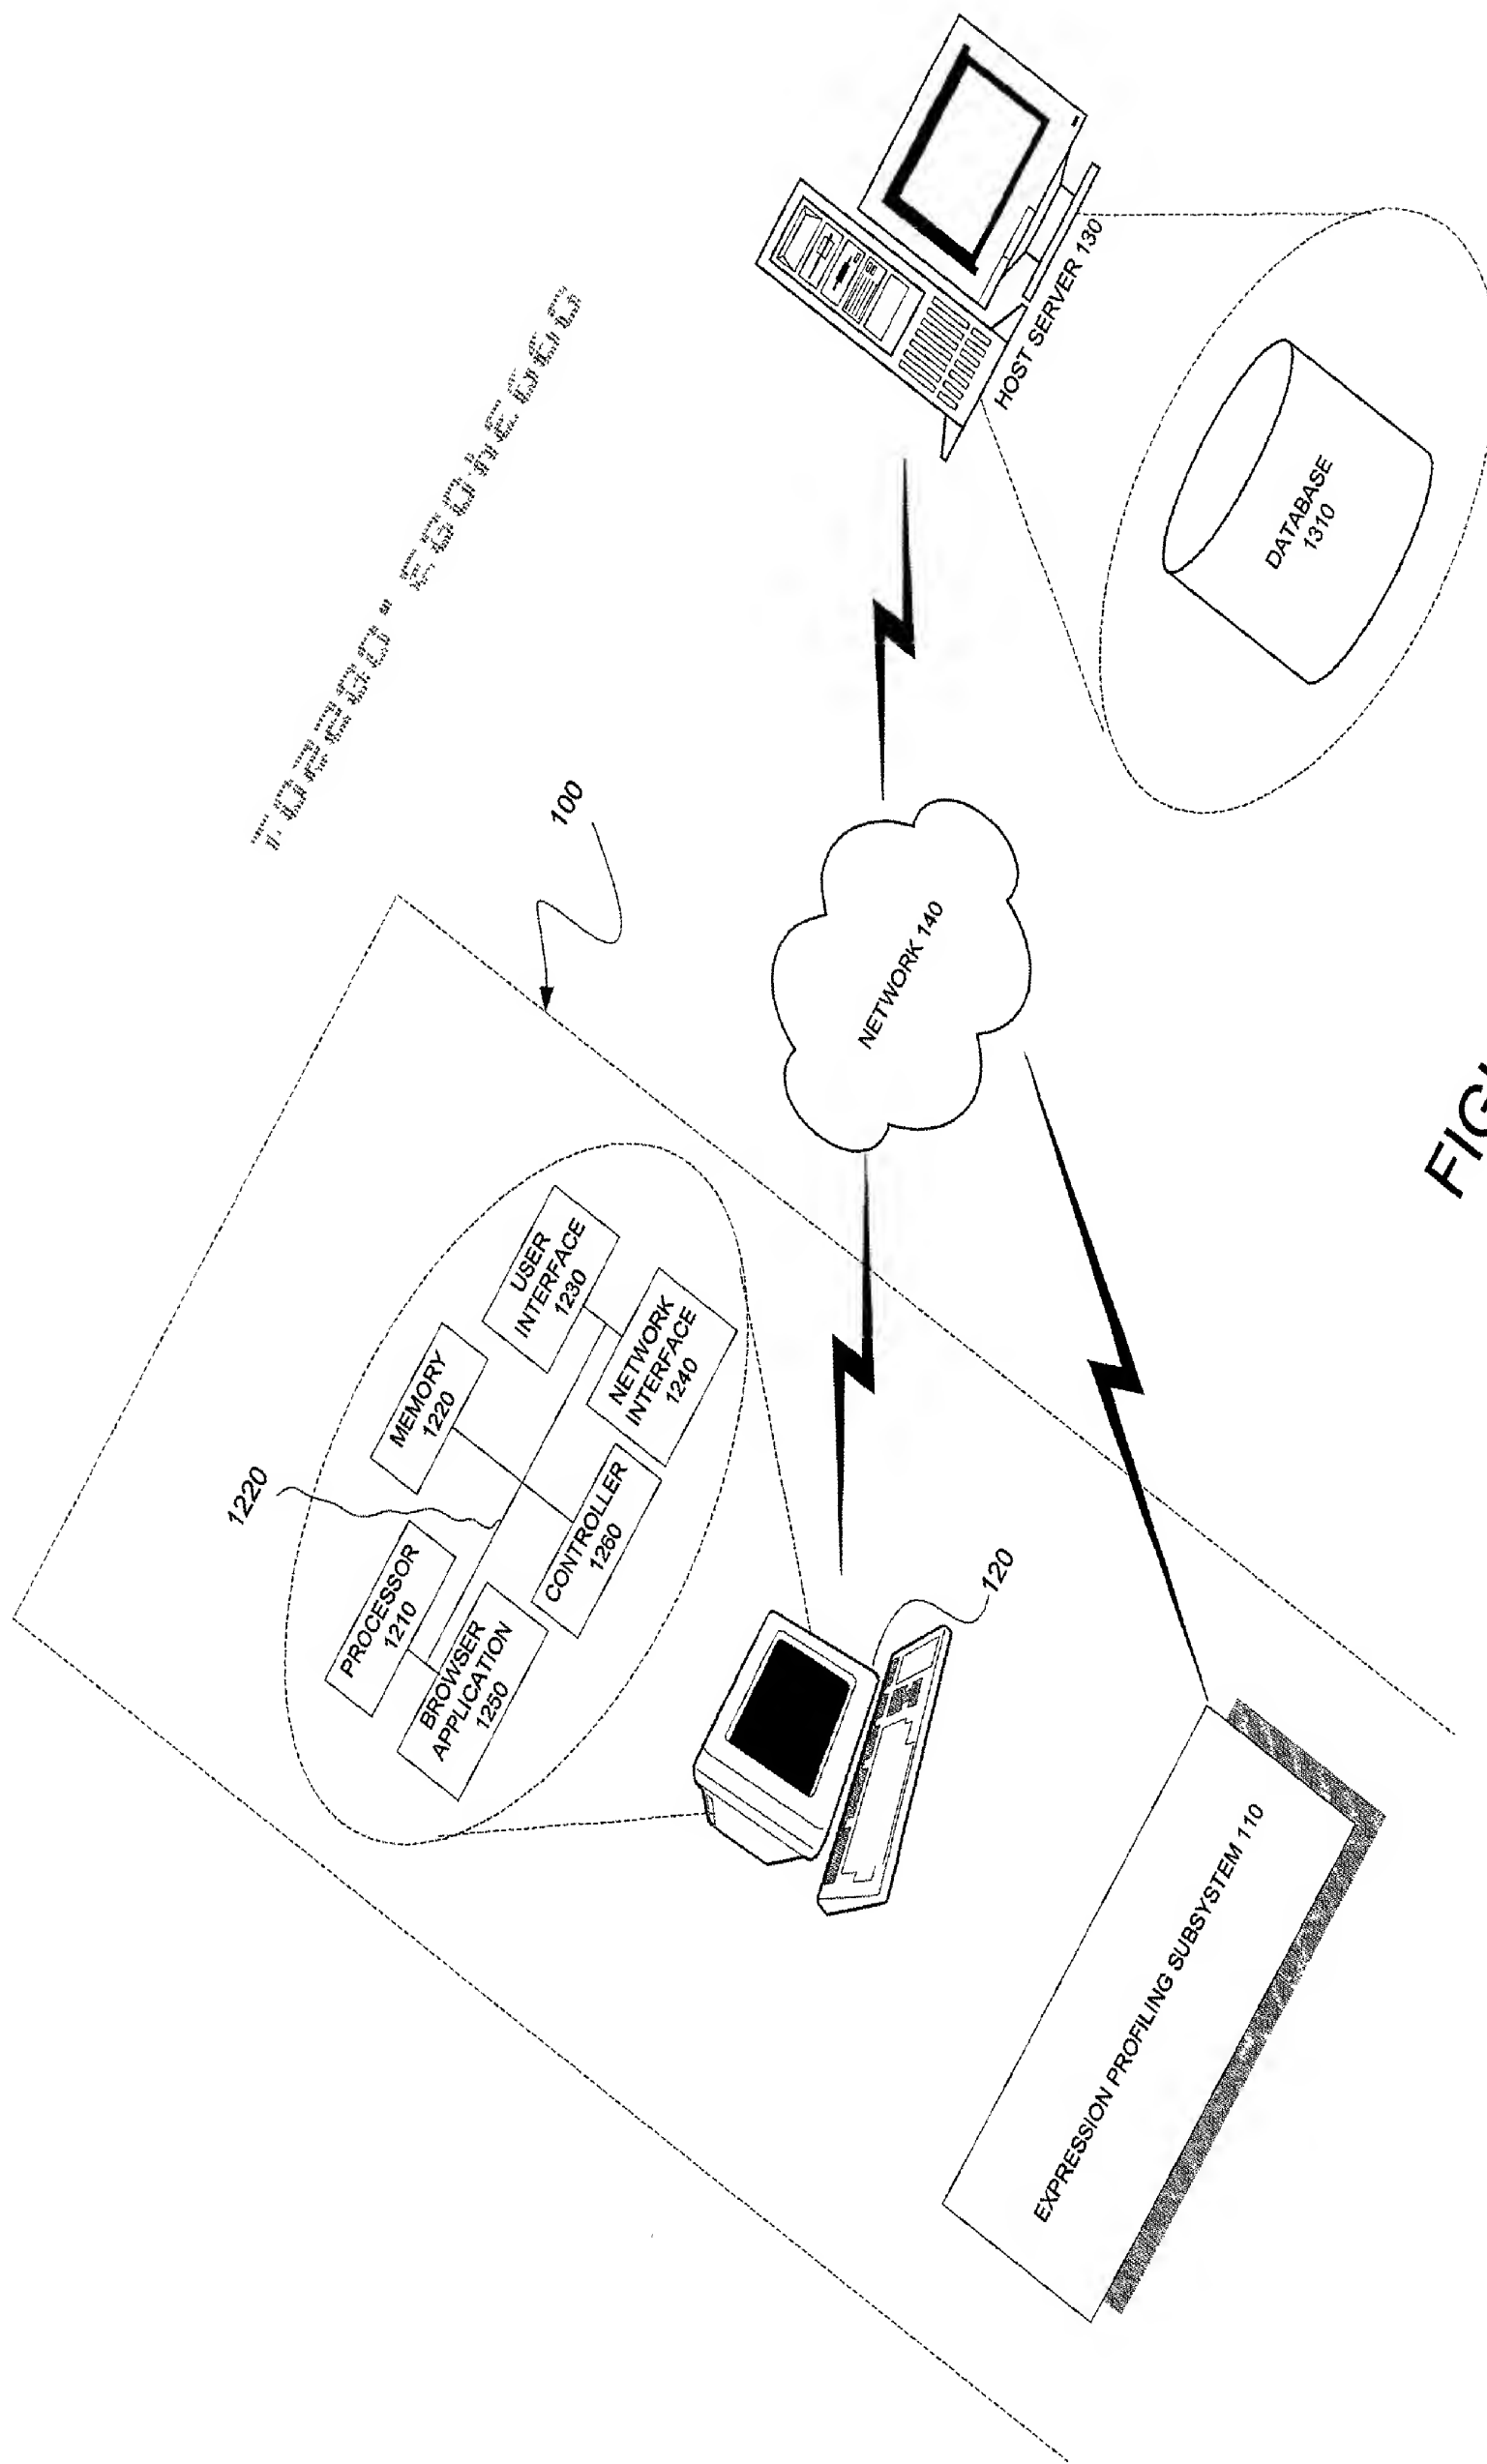 100
1220
PROCESSOR
1210
MEMORY
1220
USER
INTERFACE
1230
BROWSER
APPLICATION
1250
CONTROLLER
1260
NETWORK
INTERFACE
1240
120
EXPRESSION PROFILING SUBSYSTEM 110
NETWORK 140
HOST SERVER 130
DATABASE
1310